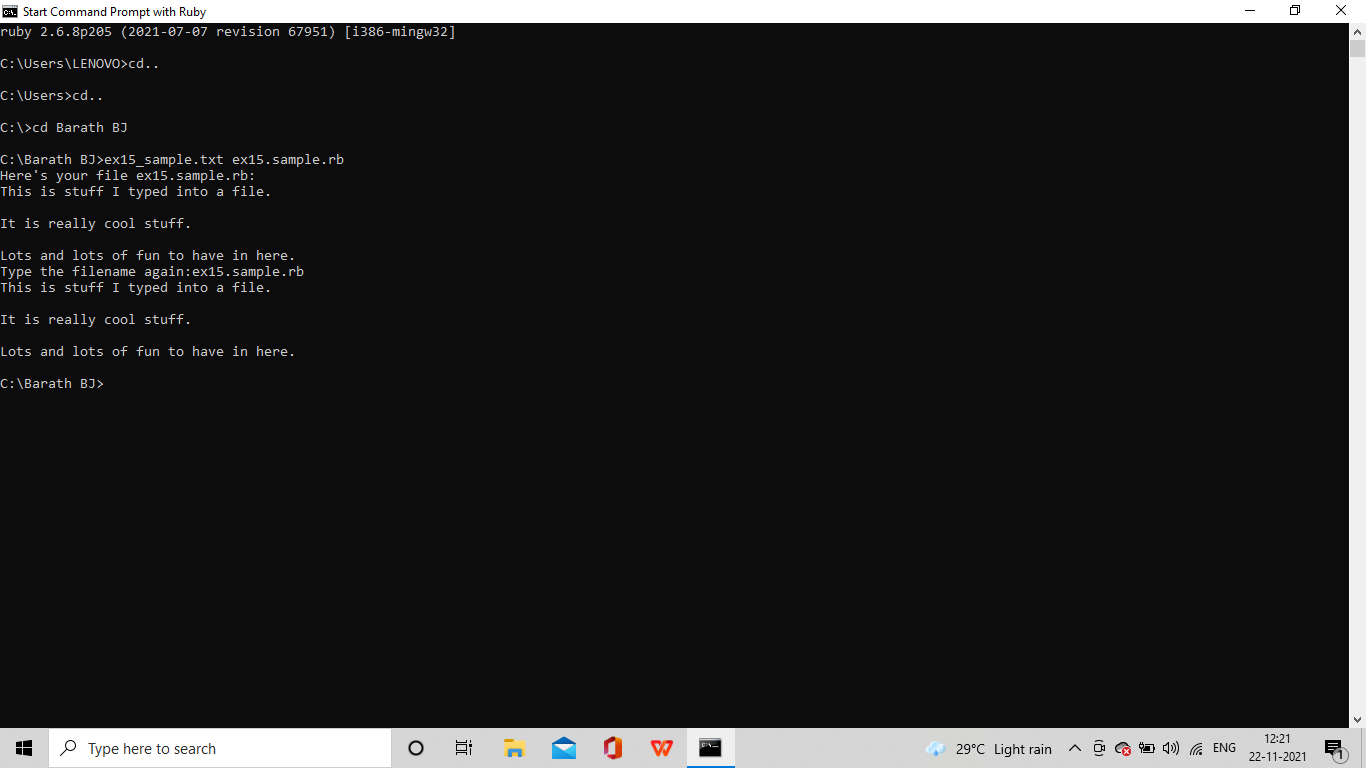 Start Command Prompt with Ruby
ruby 2.6.8p205 (2021-07-07 revision 67951) [i386-mingw32]
C:\Users\LENOVO>cd..
C:\Users>cd..
C:\>cd Barath BJ
C:\Barath BJ>ex15_sample.txt ex15.sample.rb
Here's your file ex15.sample.rb:
This is stuff I typed into a file.
It is really cool stuff.
Lots and lots of fun to have in here.
Type the filename again:ex15.sample.rb
This is stuff I typed into a file.
It is really cool stuff.
Lots and lots of fun to have in here.
C:\Barath BJ>
Type here to search
29°C Light rain
ENG
12:21
22-11-2021
1